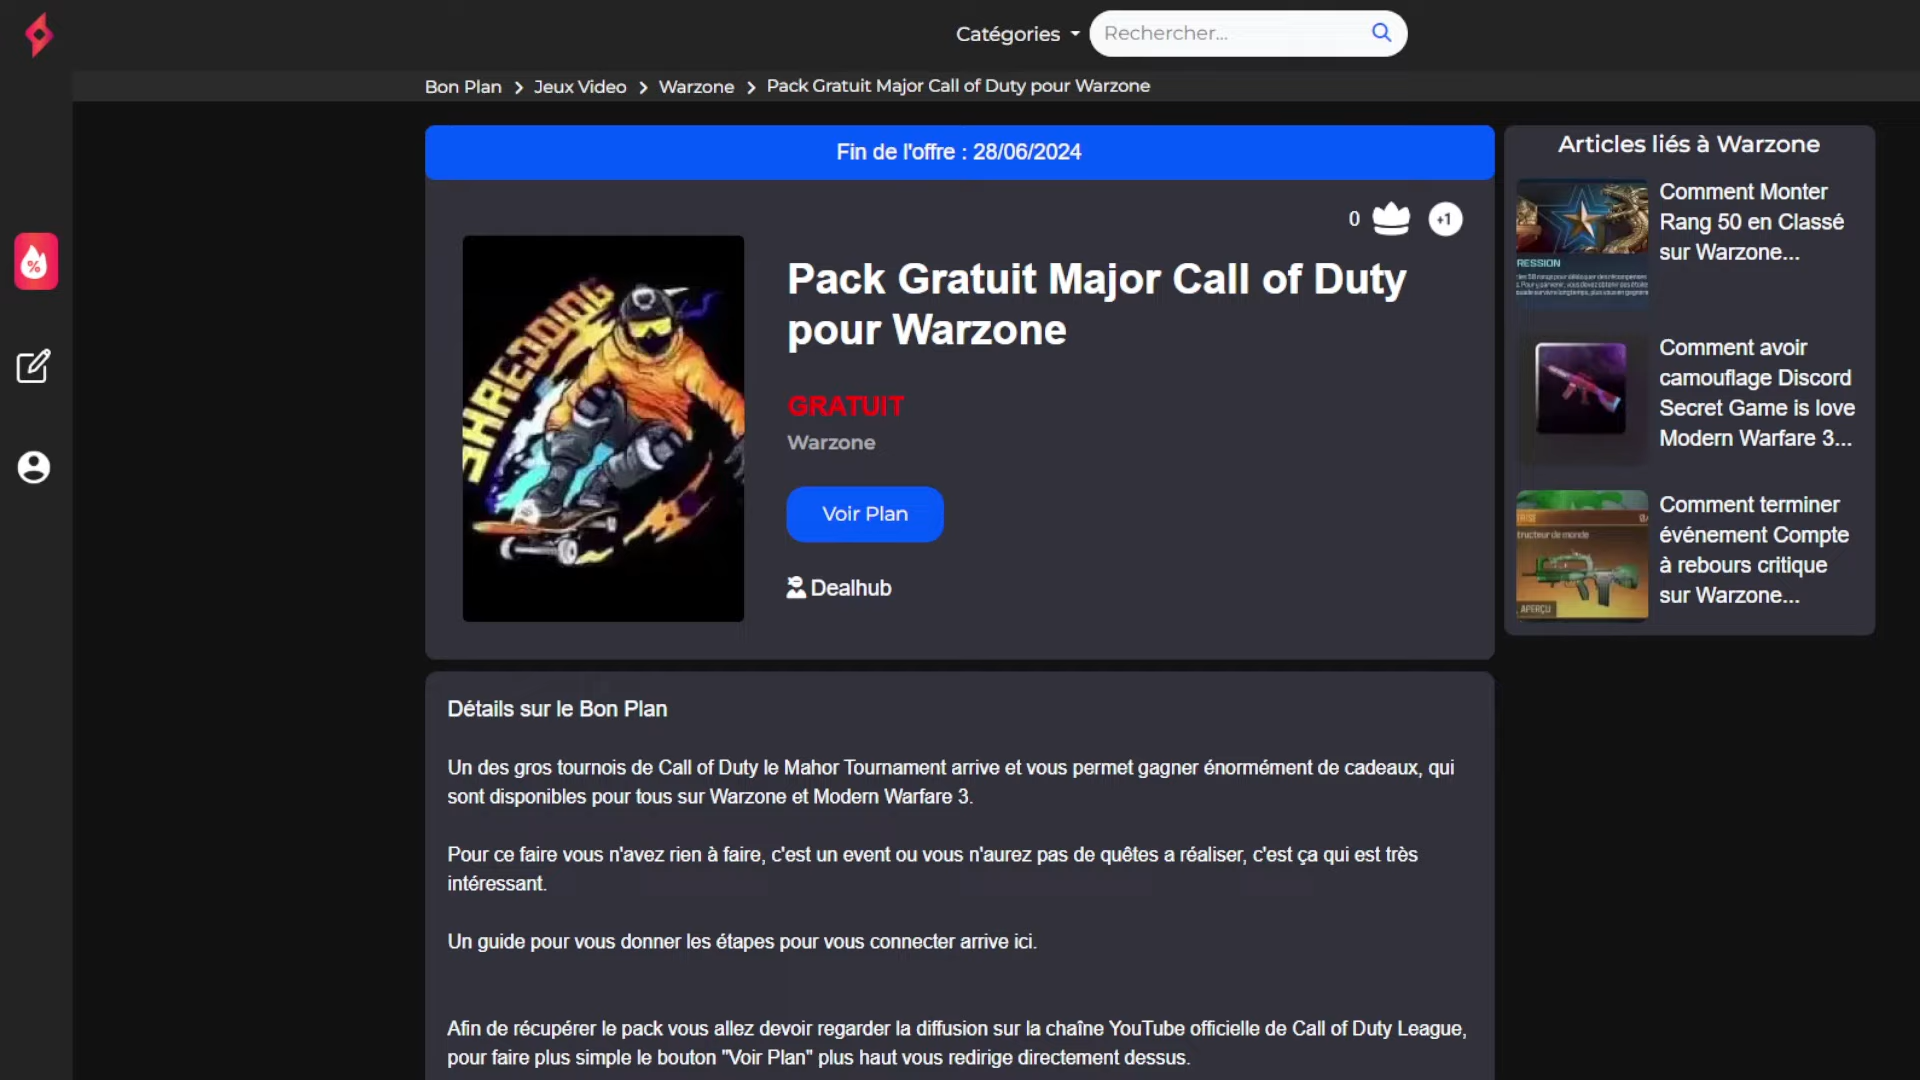 Catégories
Rechercher...
Bon Plan
Jeux Video
Warzone
Pack Gratuit Major Call of Duty pour Warzone
Fin de l'offre : 28/06/2024
0
+1
SHREDDING
Pack Gratuit Major Call of Duty
pour Warzone
GRATUIT
Warzone
Voir Plan
Dealhub
Articles liés à Warzone
RESSION
Comment Monter
Rang 50 en Classé
sur Warzone...
Comment avoir
camouflage Discord
Secret Game is love
Modern Warfare 3...
tructeur de monde
APERÇU
Comment terminer
événement Compte
à rebours critique
sur Warzone...
Détails sur le Bon Plan
Un des gros tournois de Call of Duty le Mahor Tournament arrive et vous permet gagner énormément de cadeaux, qui
sont disponibles pour tous sur Warzone et Modern Warfare 3.
Pour ce faire vous n'avez rien à faire, c'est un event ou vous n'aurez pas de quêtes a réaliser, c'est ça qui est très
intéressant.
Un guide pour vous donner les étapes pour vous connecter arrive ici.
Afin de récupérer le pack vous allez devoir regarder la diffusion sur la chaîne YouTube officielle de Call of Duty League,
pour faire plus simple le bouton "Voir Plan" plus haut vous redirige directement dessus.